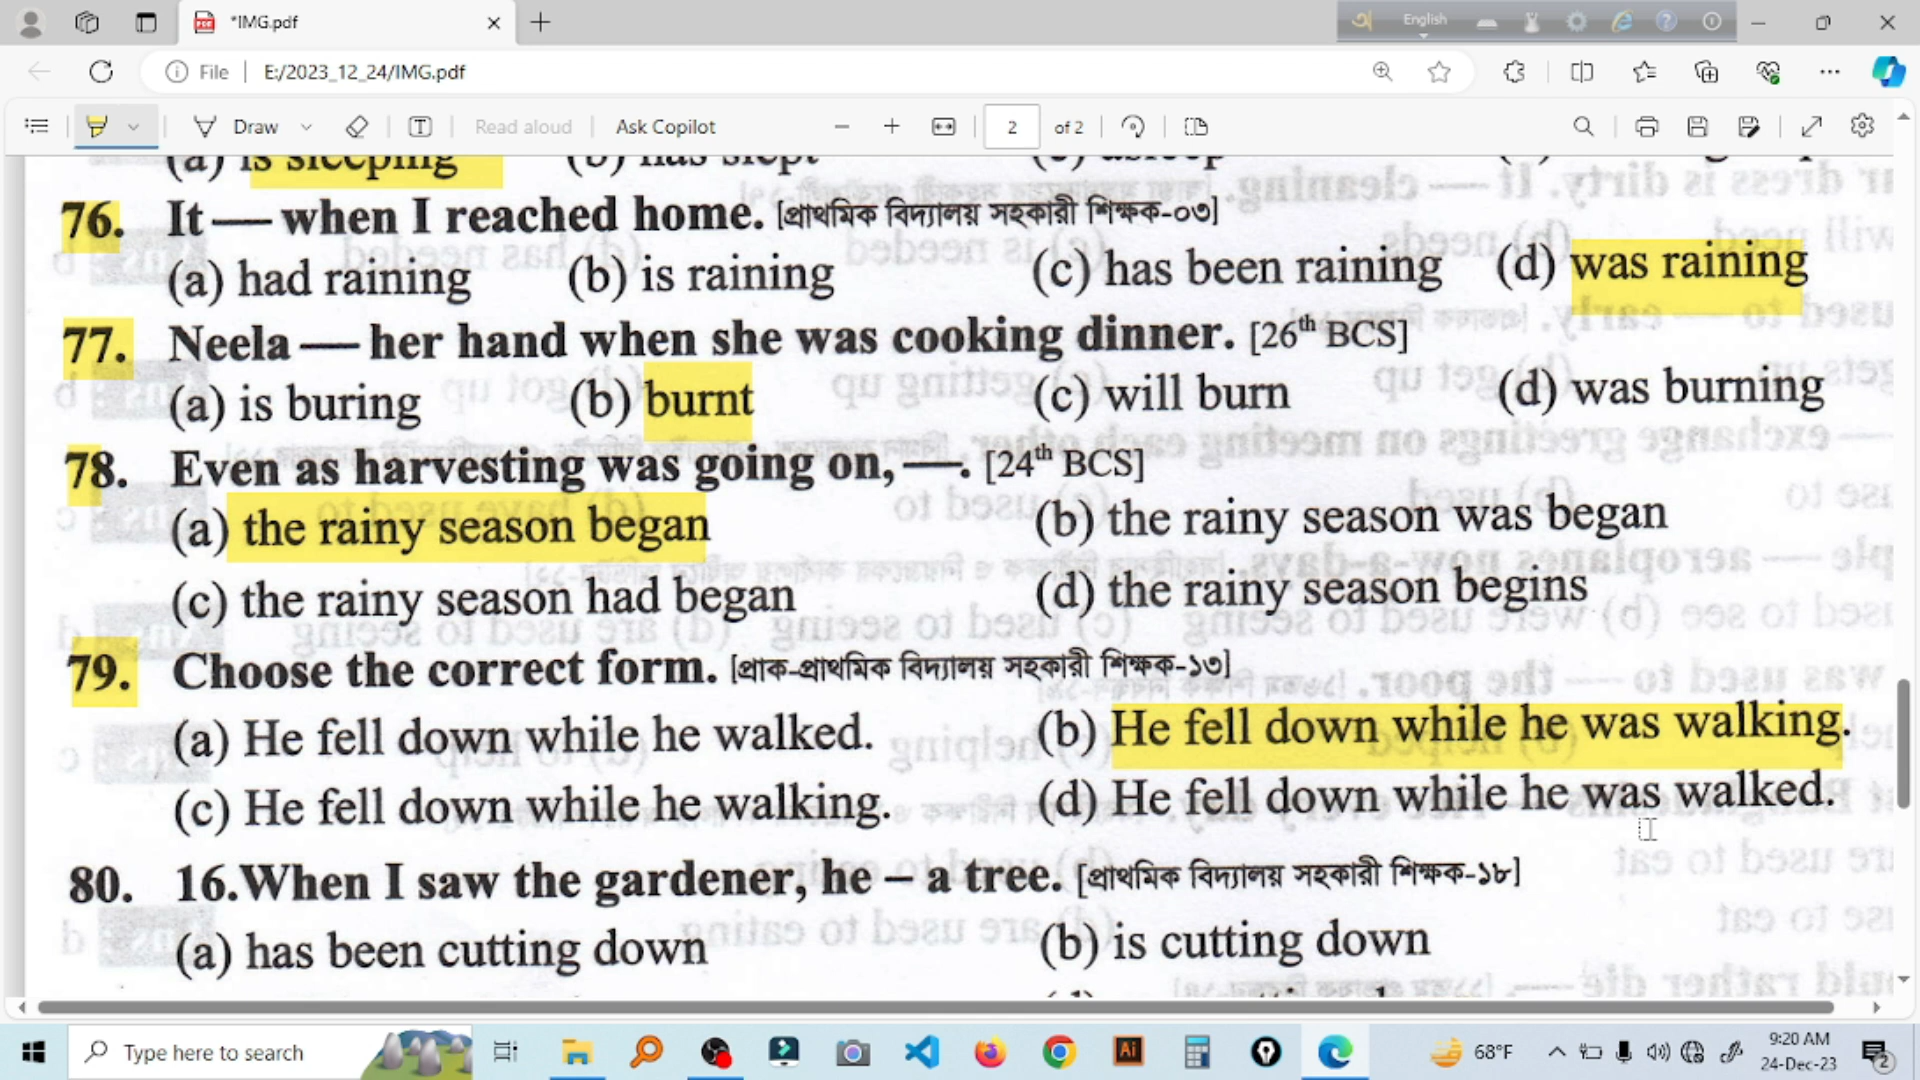 *IMG.pdf
English
File E:/2023_12_24/IMG.pdf
Draw Read aloud Ask Copilot 2 of 2
(a) is sleeping (b) has slept (c) asleep
76. It — when I reached home. [প্রাথমিক বিদ্যালয় সহকারী শিক্ষক-০৩]
(a) had raining (b) is raining (c) has been raining (d) was raining
77. Neela — her hand when she was cooking dinner. [26th BCS]
(a) is buring (b) burnt (c) will burn (d) was burning
78. Even as harvesting was going on, —. [24th BCS]
(a) the rainy season began (b) the rainy season was began
(c) the rainy season had began (d) the rainy season begins
79. Choose the correct form. [প্রাক-প্রাথমিক বিদ্যালয় সহকারী শিক্ষক-১৩]
(a) He fell down while he walked. (b) He fell down while he was walking.
(c) He fell down while he walking. (d) He fell down while he was walked.
80. 16.When I saw the gardener, he – a tree. [প্রাথমিক বিদ্যালয় সহকারী শিক্ষক-১৮]
(a) has been cutting down (b) is cutting down
Type here to search 68°F 9:20 AM
24-Dec-23 2